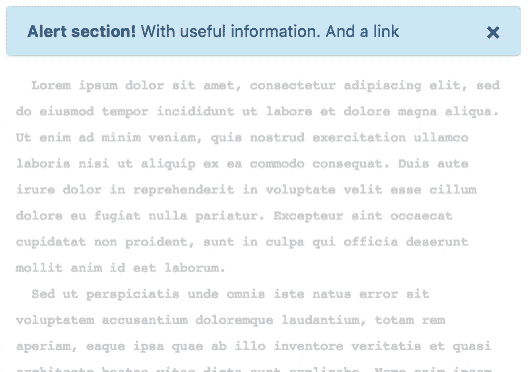 Alert section! With useful information. And a link ×
Lorem ipsum dolor sit amet, consectetur adipiscing elit, sed
do eiusmod tempor incididunt ut labore et dolore magna aliqua.
Ut enim ad minim veniam, quis nostrud exercitation ullamco
laboris nisi ut aliquip ex ea commodo consequat. Duis aute
irure dolor in reprehenderit in voluptate velit esse cillum
dolore eu fugiat nulla pariatur. Excepteur sint occaecat
cupidatat non proident, sunt in culpa qui officia deserunt
mollit anim id est laborum.
Sed ut perspiciatis unde omnis iste natus error sit
voluptatem accusantium doloremque laudantium, totam rem
aperiam, eaque ipsa quae ab illo inventore veritatis et quasi